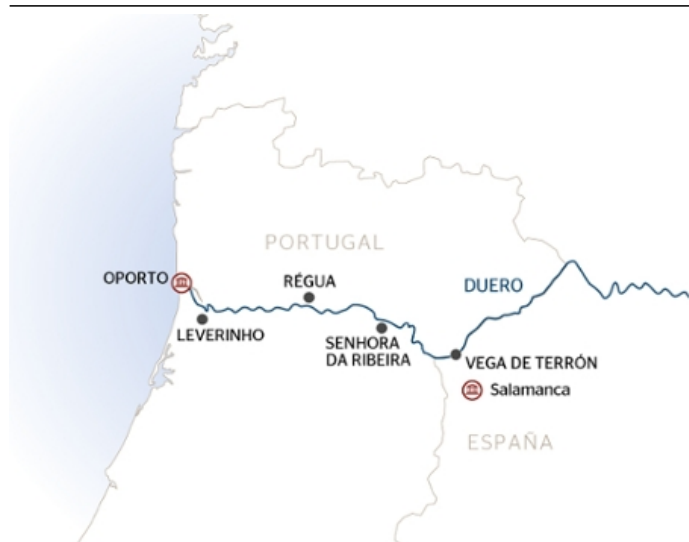 PORTUGAL
OPORTO
RÉGUA
DUERO
LEVERINHO
SENHORA
DA RIBEIRA
VEGA DE TERRÓN
Salamanca
ESPAÑA